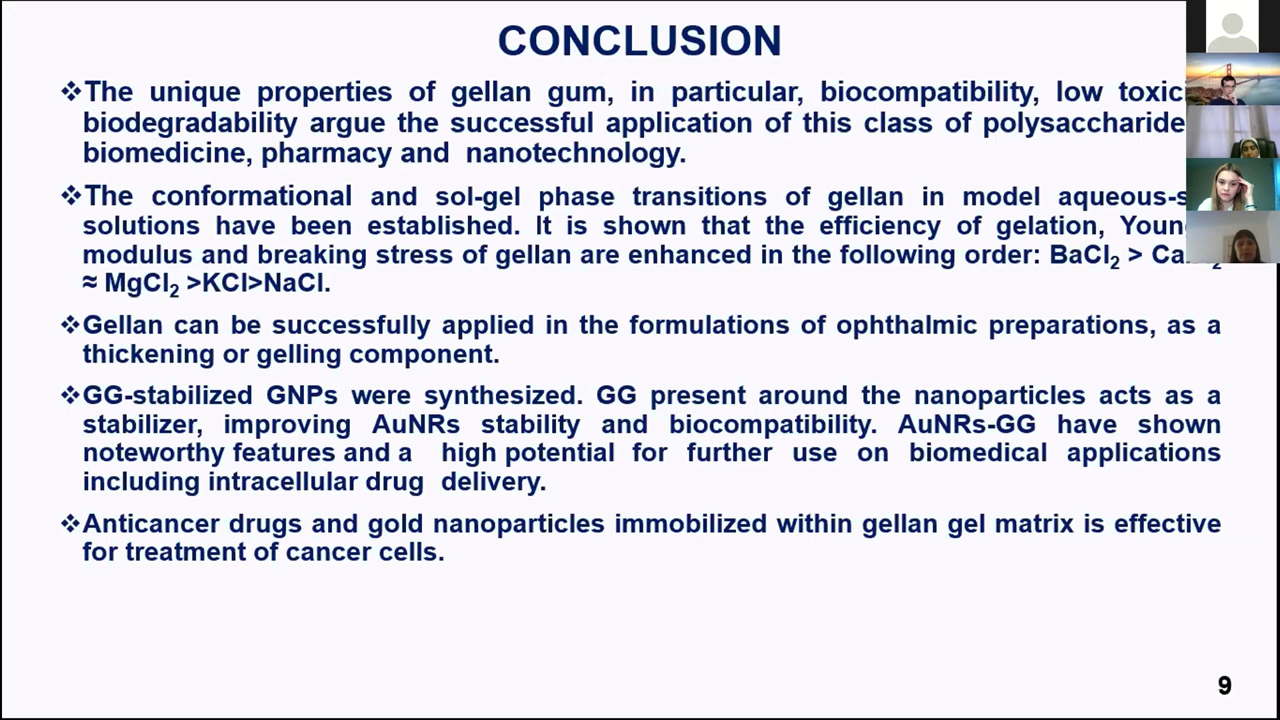 CONCLUSION
❖The unique properties of gellan gum, in particular, biocompatibility, low
biodegradability argue the successful application of this class of
biomedicine, pharmacy and nanotechnology.
❖The conformational and sol-gel phase transitions of gellan in model
solutions have been established. It is shown that the efficiency of gelation,
modulus and breaking stress of gellan are enhanced in the following order: BaCl₂ >
≈ MgCl₂ >KCl>NaCl.
❖Gellan can be successfully applied in the formulations of ophthalmic preparations, as a
thickening or gelling component.
❖GG-stabilized GNPs were synthesized. GG present around the nanoparticles acts as a
stabilizer, improving AuNRs stability and biocompatibility. AuNRs-GG have shown
noteworthy features and a high potential for further use on biomedical applications
including intracellular drug delivery.
❖Anticancer drugs and gold nanoparticles immobilized within gellan gel matrix is effective
for treatment of cancer cells.
9